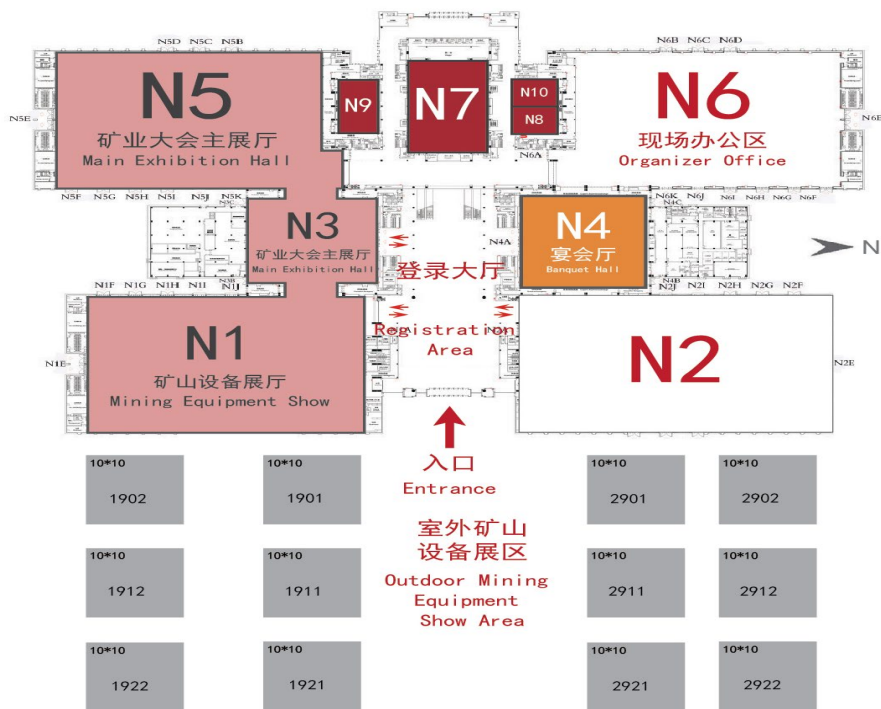 N5D N5C N5B
N6B N6C N6D
N5
矿业大会主展厅
Main Exhibition Hall
N5E
N9
N7
N10
N8
N6
现场办公区
Organizer Office
N6E
N6A
N5F N5G N5H N5I N5J N5K
N3C
N6K N6J N6I N6H N6G N6F
N4C
N3
矿业大会主展厅
Main Exhibition Hall
N4A
登录大厅
N4
宴会厅
Banquet Hall
N
N3B
N1F N1G N1H N1I N1J
N4B
N2J N2I N2H N2G N2F
Registration
Area
N1
矿山设备展厅
Mining Equipment Show
N1E
N2
N2E
入口
Entrance
10*10
1902
10*10
1901
10*10
2901
10*10
2902
室外矿山
设备展区
Outdoor Mining
Equipment
Show Area
10*10
1912
10*10
1911
10*10
2911
10*10
2912
10*10
1922
10*10
1921
10*10
2921
10*10
2922